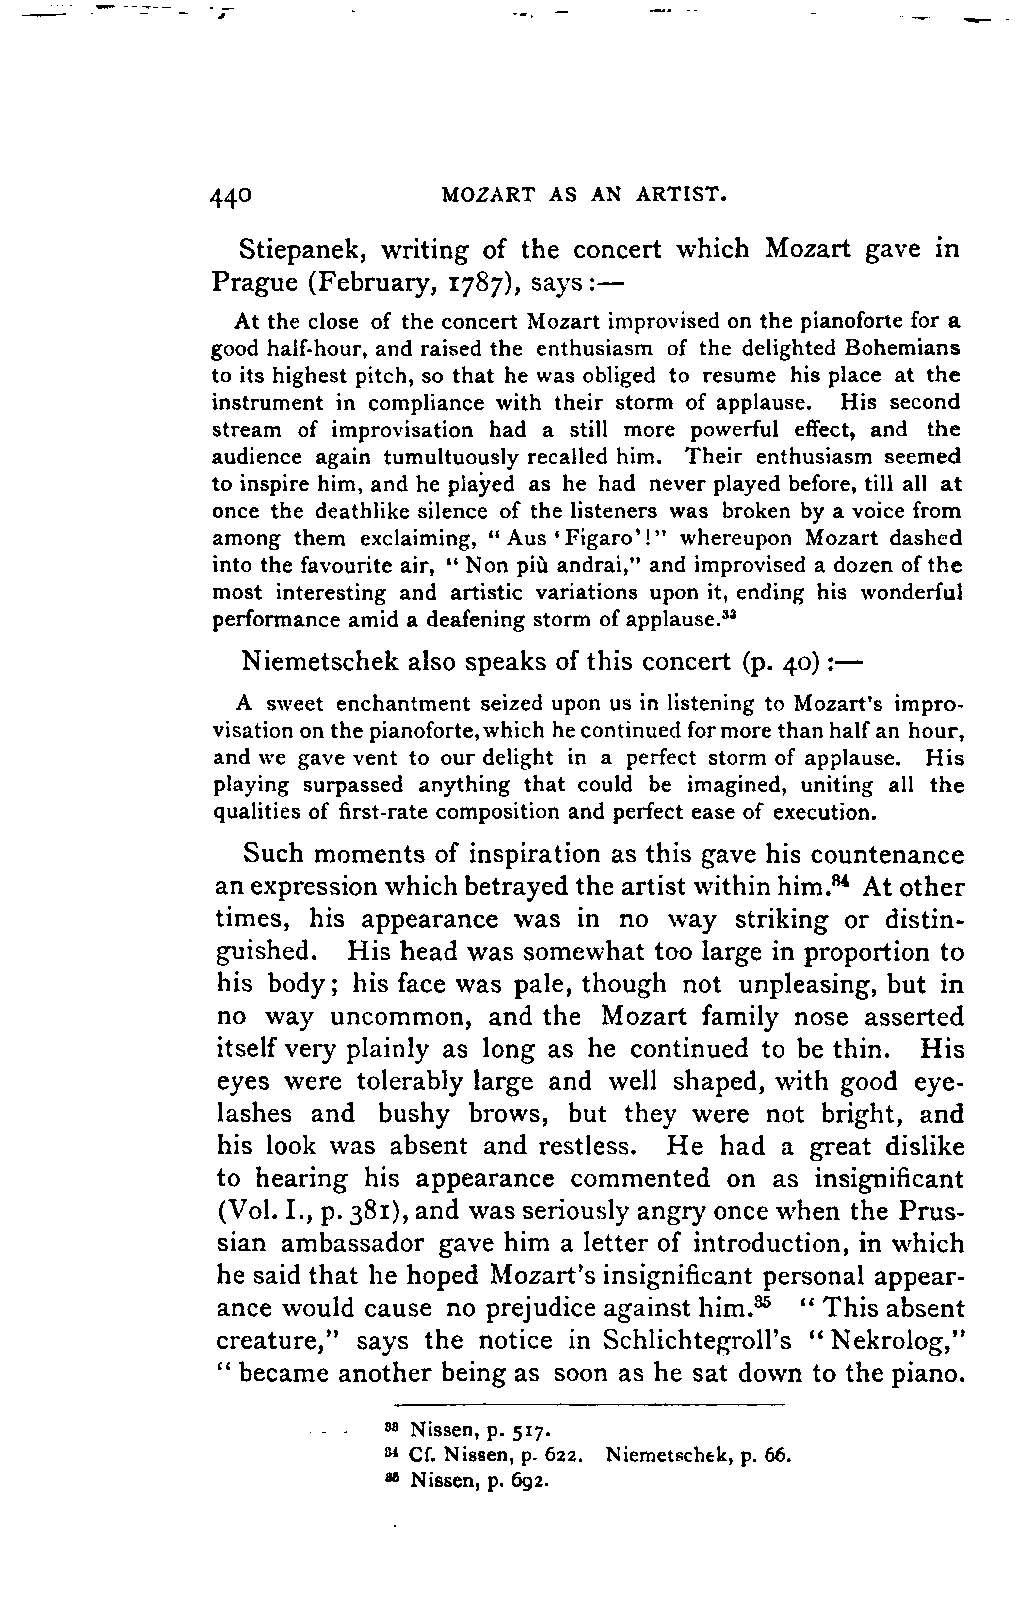 440 MOZART AS AN ARTIST.
Stiepanek, writing of the concert which Mozart gave in
Prague (February, 1787), says:—
At the close of the concert Mozart improvised on the pianoforte for a
good half-hour, and raised the enthusiasm of the delighted Bohemians
to its highest pitch, so that he was obliged to resume his place at the
instrument in compliance with their storm of applause. His second
stream of improvisation had a still more powerful effect, and the
audience again tumultuously recalled him. Their enthusiasm seemed
to inspire him, and he played as he had never played before, till all at
once the deathlike silence of the listeners was broken by a voice from
among them exclaiming, "Aus 'Figaro'!" whereupon Mozart dashed
into the favourite air, "Non più andrai," and improvised a dozen of the
most interesting and artistic variations upon it, ending his wonderful
performance amid a deafening storm of applause.³³
Niemetschek also speaks of this concert (p. 40):—
A sweet enchantment seized upon us in listening to Mozart's impro-
visation on the pianoforte, which he continued for more than half an hour,
and we gave vent to our delight in a perfect storm of applause. His
playing surpassed anything that could be imagined, uniting all the
qualities of first-rate composition and perfect ease of execution.
Such moments of inspiration as this gave his countenance
an expression which betrayed the artist within him.³⁴ At other
times, his appearance was in no way striking or distin-
guished. His head was somewhat too large in proportion to
his body; his face was pale, though not unpleasing, but in
no way uncommon, and the Mozart family nose asserted
itself very plainly as long as he continued to be thin. His
eyes were tolerably large and well shaped, with good eye-
lashes and bushy brows, but they were not bright, and
his look was absent and restless. He had a great dislike
to hearing his appearance commented on as insignificant
(Vol. I., p. 381), and was seriously angry once when the Prus-
sian ambassador gave him a letter of introduction, in which
he said that he hoped Mozart's insignificant personal appear-
ance would cause no prejudice against him.³⁵ "This absent
creature," says the notice in Schlichtegroll's "Nekrolog,"
"became another being as soon as he sat down to the piano.
³³ Nissen, p. 517.
³⁴ Cf. Nissen, p. 622. Niemetschek, p. 66.
³⁵ Nissen, p. 692.